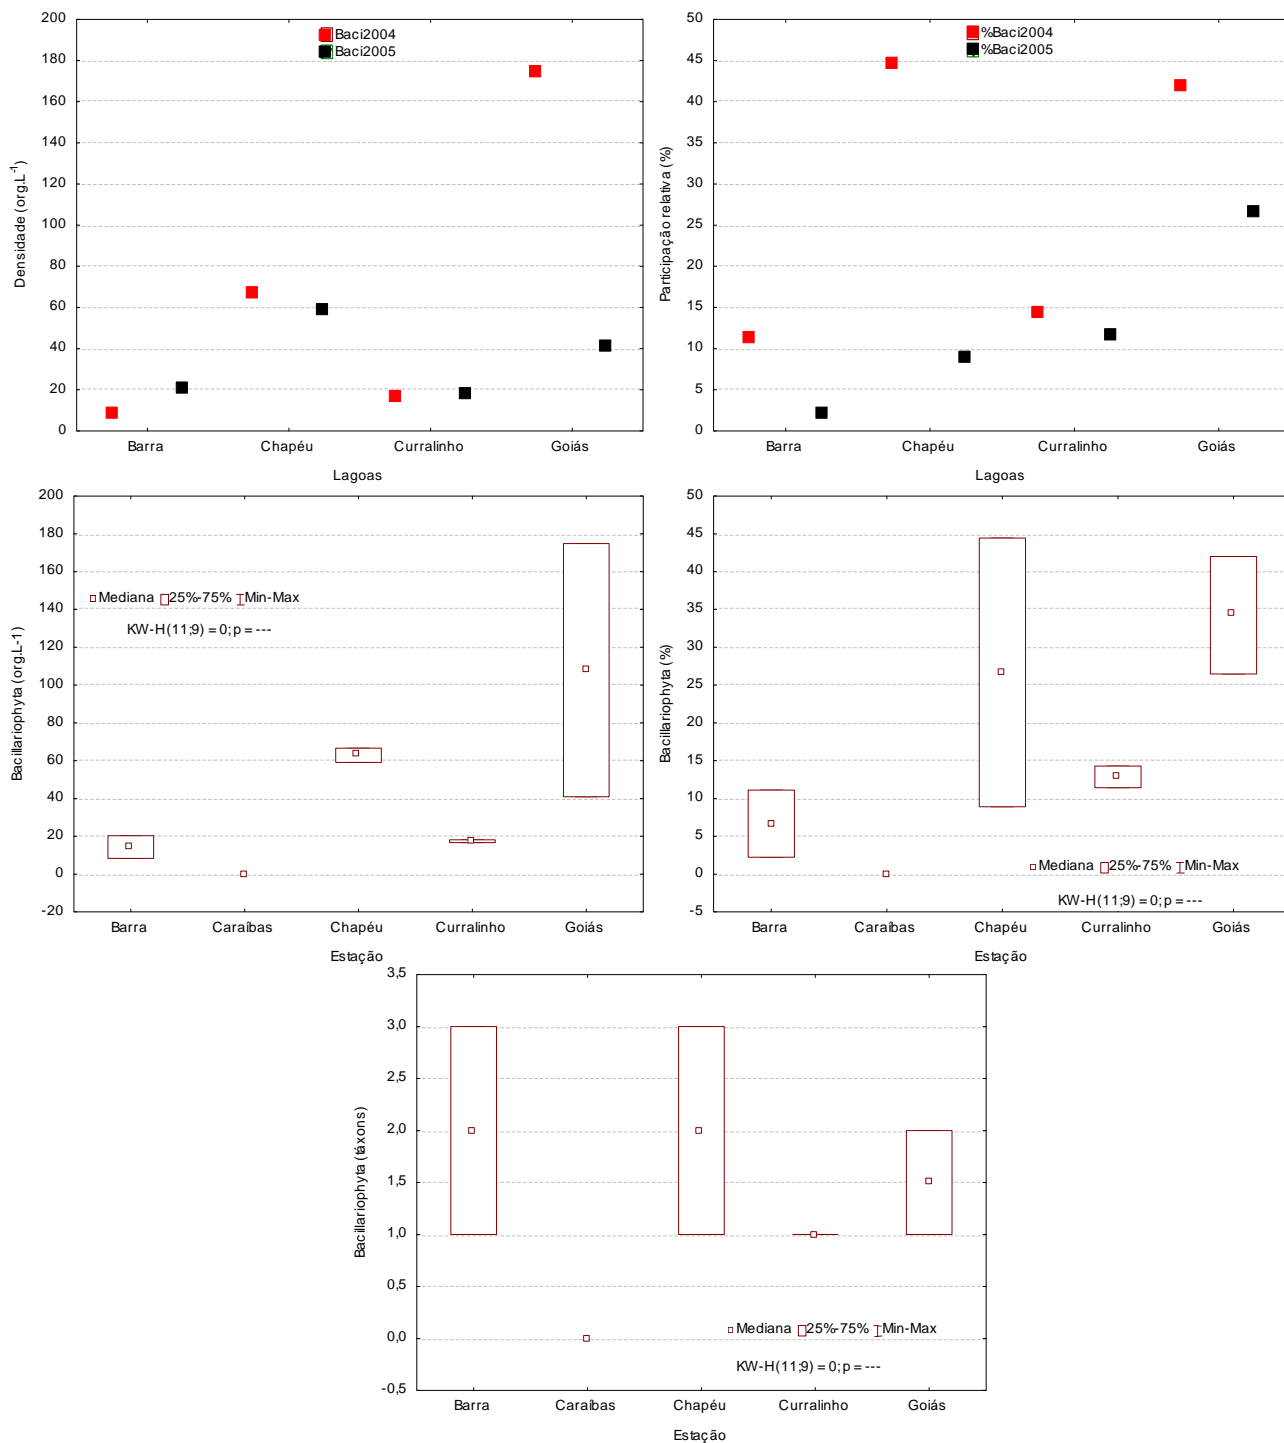 Baci2004
Baci2005
Densidade (org.L-1)
200
180
160
140
120
100
80
60
40
20
0
Barra Chapéu Curralinho Goiás
Lagoas
%Baci2004
%Baci2005
Participação relativa (%)
50
45
40
35
30
25
20
15
10
5
0
Barra Chapéu Curralinho Goiás
Lagoas
Bacillariophyta (org.L-1)
200
180
160
140
120
100
80
60
40
20
0
-20
Mediana 25%-75% Min-Max
KW-H(11;9) = 0; p = ---
Barra Caraíbas Chapéu Curralinho Goiás
Estação
Bacillariophyta (%)
50
45
40
35
30
25
20
15
10
5
0
-5
Mediana 25%-75% Min-Max
KW-H(11;9) = 0; p = ---
Barra Caraíbas Chapéu Curralinho Goiás
Estação
Bacillariophyta (táxons)
3,5
3,0
2,5
2,0
1,5
1,0
0,5
0,0
-0,5
Mediana 25%-75% Min-Max
KW-H(11;9) = 0; p = ---
Barra Caraíbas Chapéu Curralinho Goiás
Estação